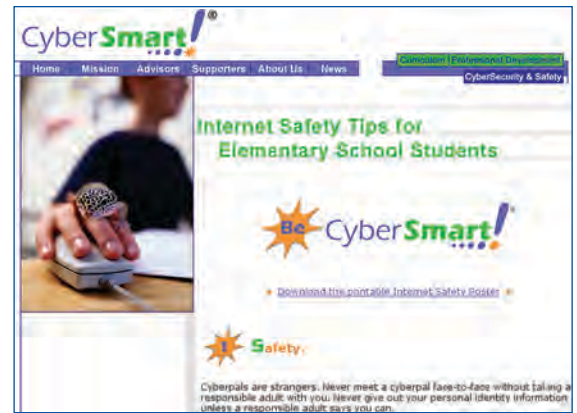 CyberSmart!®
Home Mission Advisors Supporters About Us News
Curriculum | Professional Development
CyberSecurity & Safety
Internet Safety Tips for
Elementary School Students
Be CyberSmart!
Download the printable Internet Safety Poster
1 Safety.
Cyberpals are strangers. Never meet a cyberpal face-to-face without taking a
responsible adult with you. Never give out your personal identity information
unless a responsible adult says you can.